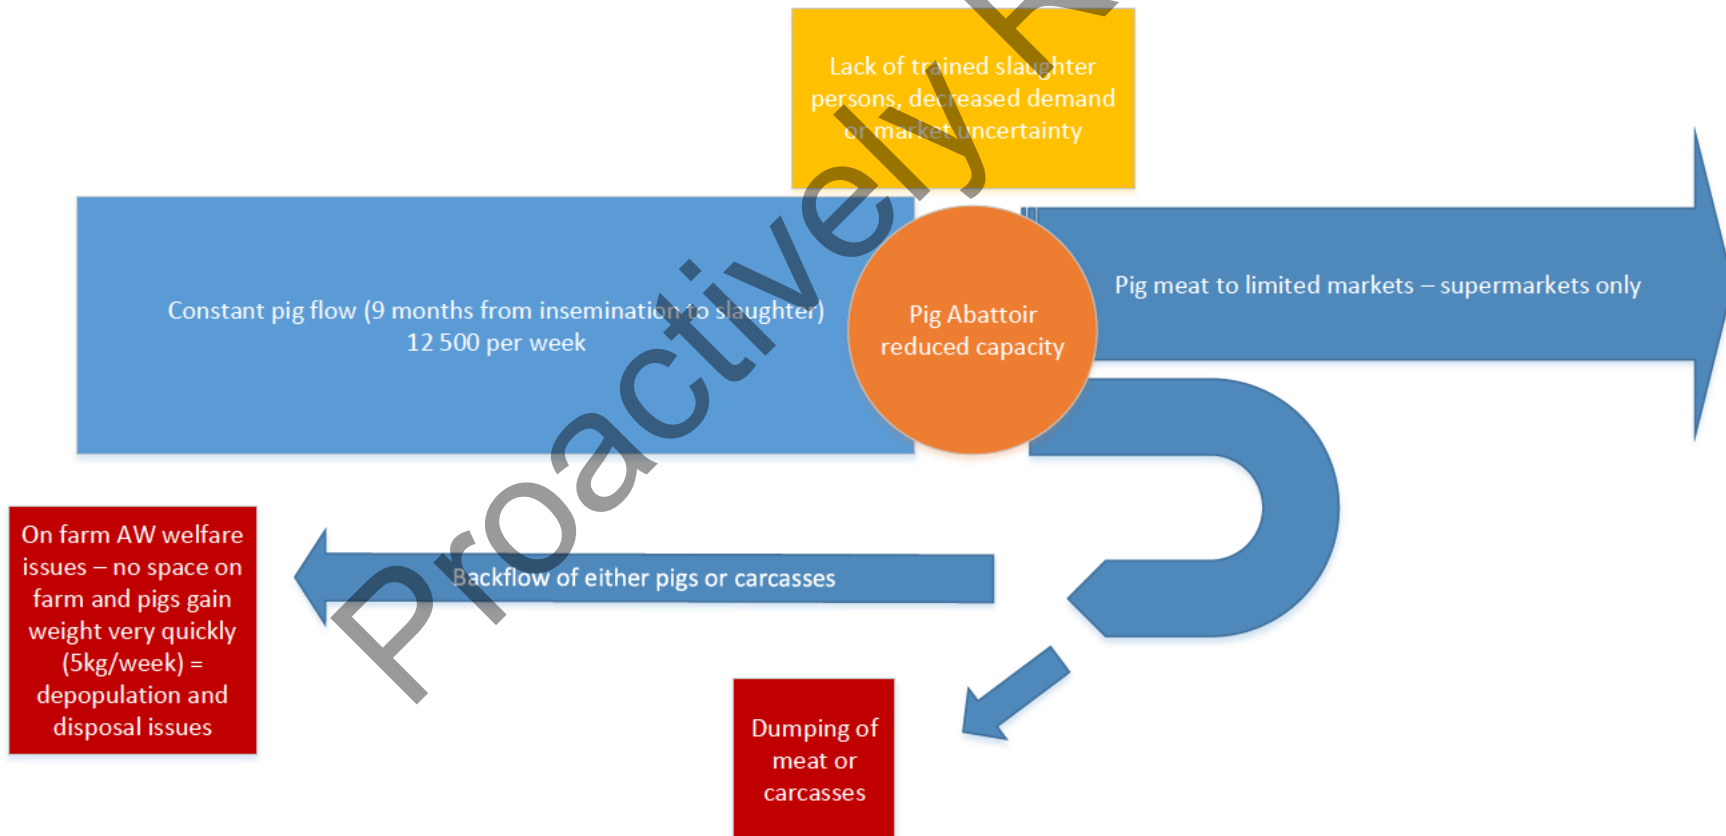 Lack of trained slaughter
persons, decreased demand
or market uncertainty
Constant pig flow (9 months from insemination to slaughter)
12 500 per week
Pig Abattoir
reduced capacity
Pig meat to limited markets – supermarkets only
On farm AW welfare
issues – no space on
farm and pigs gain
weight very quickly
(5kg/week) =
depopulation and
disposal issues
Backflow of either pigs or carcasses
Dumping of
meat or
carcasses
Proactively